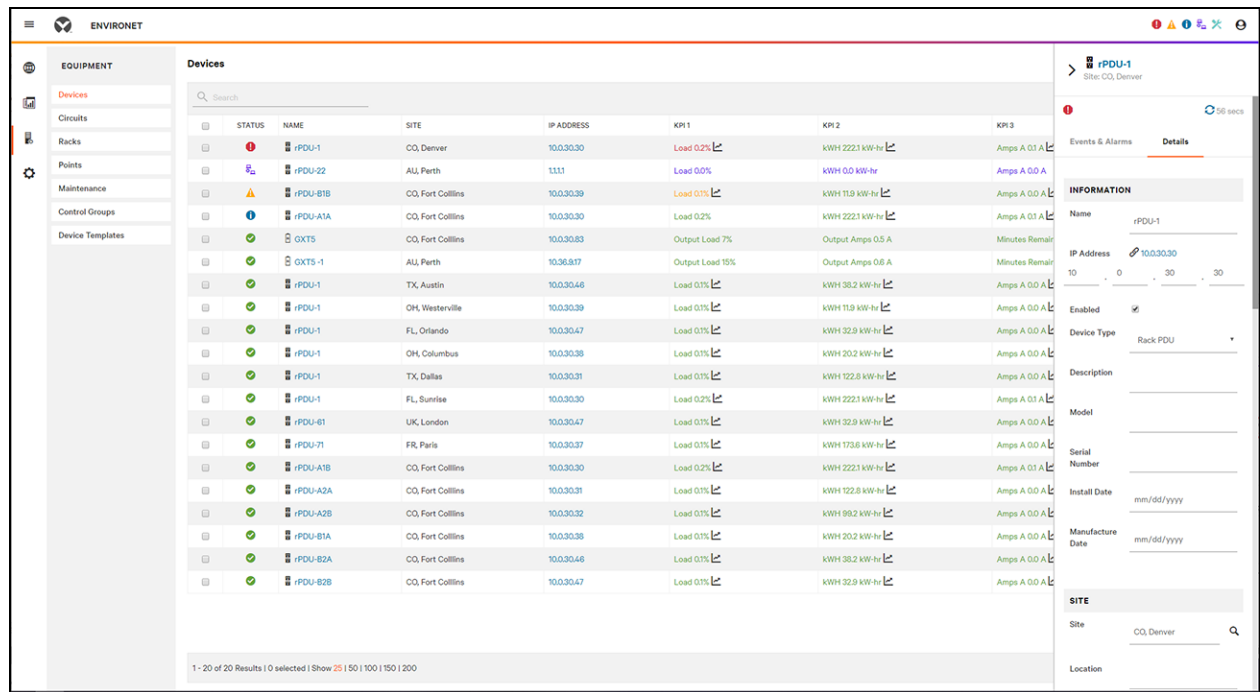 ENVIRONET
EQUIPMENT
Devices
Circuits
Racks
Points
Maintenance
Control Groups
Device Templates
Devices
Search
STATUS NAME SITE IP ADDRESS KPI 1 KPI 2 KPI 3
rPDU-1 CO, Denver 10.0.30.30 Load 0.2% kWH 222.1 kW-hr Amps A 0.1 A
rPDU-22 AU, Perth 1.1.1.1 Load 0.0% kWH 0.0 kW-hr Amps A 0.0 A
rPDU-B1B CO, Fort Colllins 10.0.30.39 Load 0.1% kWH 11.9 kW-hr Amps A 0.0 A
rPDU-A1A CO, Fort Colllins 10.0.30.30 Load 0.2% kWH 222.1 kW-hr Amps A 0.1 A
GXT5 CO, Fort Colllins 10.0.30.83 Output Load 7% Output Amps 0.5 A Minutes Remair
GXT5 -1 AU, Perth 10.36.9.17 Output Load 15% Output Amps 0.6 A Minutes Remair
rPDU-1 TX, Austin 10.0.30.46 Load 0.1% kWH 38.2 kW-hr Amps A 0.0 A
rPDU-1 OH, Westerville 10.0.30.39 Load 0.1% kWH 11.9 kW-hr Amps A 0.0 A
rPDU-1 FL, Orlando 10.0.30.47 Load 0.1% kWH 32.9 kW-hr Amps A 0.0 A
rPDU-1 OH, Columbus 10.0.30.38 Load 0.1% kWH 20.2 kW-hr Amps A 0.0 A
rPDU-1 TX, Dallas 10.0.30.31 Load 0.1% kWH 122.8 kW-hr Amps A 0.0 A
rPDU-1 FL, Sunrise 10.0.30.30 Load 0.2% kWH 222.1 kW-hr Amps A 0.1 A
rPDU-61 UK, London 10.0.30.47 Load 0.1% kWH 32.9 kW-hr Amps A 0.0 A
rPDU-71 FR, Paris 10.0.30.37 Load 0.1% kWH 173.6 kW-hr Amps A 0.0 A
rPDU-A1B CO, Fort Colllins 10.0.30.30 Load 0.2% kWH 222.1 kW-hr Amps A 0.1 A
rPDU-A2A CO, Fort Colllins 10.0.30.31 Load 0.1% kWH 122.8 kW-hr Amps A 0.0 A
rPDU-A2B CO, Fort Colllins 10.0.30.32 Load 0.1% kWH 99.2 kW-hr Amps A 0.0 A
rPDU-B1A CO, Fort Colllins 10.0.30.38 Load 0.1% kWH 20.2 kW-hr Amps A 0.0 A
rPDU-B2A CO, Fort Colllins 10.0.30.46 Load 0.1% kWH 38.2 kW-hr Amps A 0.0 A
rPDU-B2B CO, Fort Colllins 10.0.30.47 Load 0.1% kWH 32.9 kW-hr Amps A 0.0 A
1 - 20 of 20 Results | 0 selected | Show 25 | 50 | 100 | 150 | 200
rPDU-1
Site: CO, Denver
56 secs
Events & Alarms Details
INFORMATION
Name rPDU-1
IP Address 10.0.30.30
10 . 0 . 30 . 30
Enabled
Device Type Rack PDU
Description
Model
Serial
Number
Install Date mm/dd/yyyy
Manufacture
Date mm/dd/yyyy
SITE
Site CO, Denver
Location